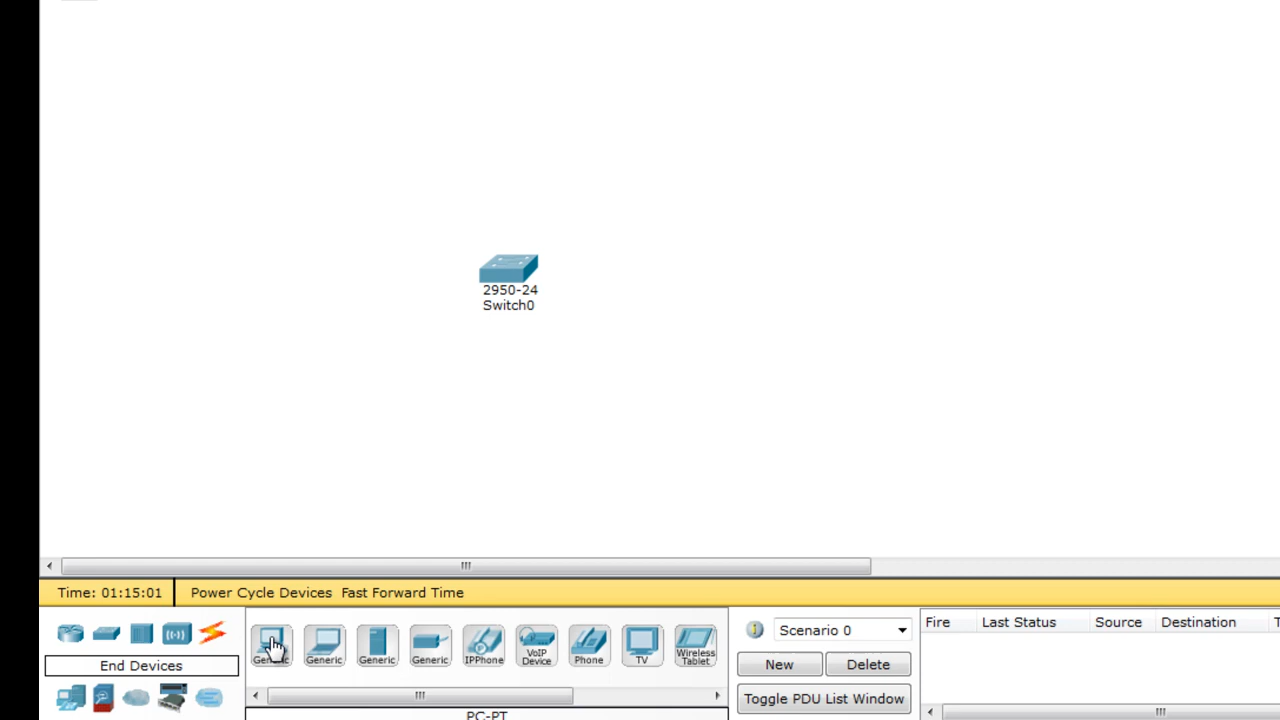 2950-24
Switch0
Time: 01:15:01
Power Cycle Devices Fast Forward Time
End Devices
Generic
Generic
Generic
Generic
IPPhone
VoIP
Device
Phone
TV
Wireless
Tablet
PC-PT
Scenario 0
New
Delete
Toggle PDU List Window
Fire
Last Status
Source
Destination
T